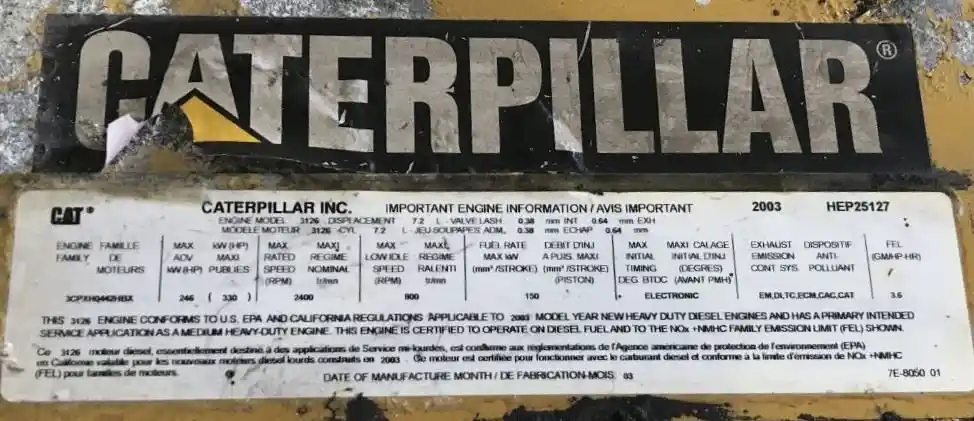 CATERPILLAR®
CAT® CATERPILLAR INC. IMPORTANT ENGINE INFORMATION / AVIS IMPORTANT 2003 HEP25127
ENGINE MODEL 3126 -DISPLACEMENT 7.2 L - VALVE LASH 0.38 mm INT 0.64 mm EXH
MODELE MOTEUR 3126 -CYL 7.2 L -JEU-SOUPAPES ADM. 0.38 mm ECHAP 0.64 mm
ENGINE FAMILLE MAX kW (HP) MAX MAXI MAX MAXI FUEL RATE DEBIT D'INJ MAX MAXI CALAGE EXHAUST DISPOSITIF FEL
FAMILY DE ADV MAXI RATED REGIME LOW IDLE REGIME MAX kW A PUIS. MAXI INITIAL INITIAL D'INJ EMISSION ANTI- (GM/HP-HR)
MOTEURS kW (HP) PUBLIES SPEED NOMINAL SPEED RALENTI (mm³ /STROKE) (mm³ /STROKE) TIMING (DEGRES) CONT SYS. POLLUANT
(RPM) tr/mn (RPM) tr/mn (PISTON) DEG. BTDC (AVANT PMH)
246 ( 330 ) 2400 800 150 ELECTRONIC EM,DI,TC,ECM,CAC,CAT 3.6
THIS 3126 ENGINE CONFORMS TO U.S. EPA AND CALIFORNIA REGULATIONS APPLICABLE TO 2003 MODEL YEAR NEW HEAVY DUTY DIESEL ENGINES AND HAS A PRIMARY INTENDED
SERVICE APPLICATION AS A MEDIUM HEAVY-DUTY ENGINE. THIS ENGINE IS CERTIFIED TO OPERATE ON DIESEL FUEL AND TO THE NOx +NMHC FAMILY EMISSION LIMIT (FEL) SHOWN.
Ce 3126 moteur diesel, essentiellement destiné à des applications de Service mi-lourdes, est conforme aux réglementations de l'Agence américaine de protection de l'environnement (EPA)
en Californie valable pour les nouveaux moteurs diesel lourds construits en 2003 . Ce moteur est certifié pour fonctionner avec le carburant diesel et conforme à la limite d'émission de NOx +NMHC
(FEL) pour familles de moteurs. DATE OF MANUFACTURE MONTH / DE FABRICATION-MOIS: 03 7E-8050 01